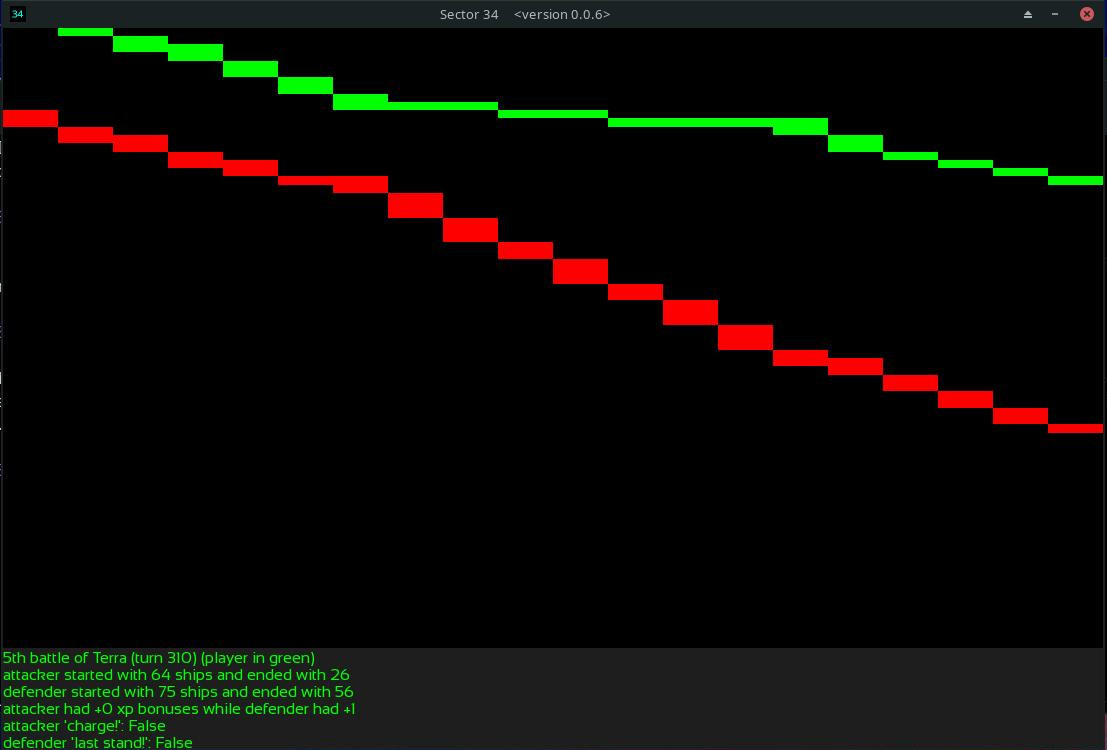 34
Sector 34 <version 0.0.6>
5th battle of Terra (turn 310) (player in green)
attacker started with 64 ships and ended with 26
defender started with 75 ships and ended with 56
attacker had +0 xp bonuses while defender had +1
attacker 'charge!': False
defender 'last stand!': False